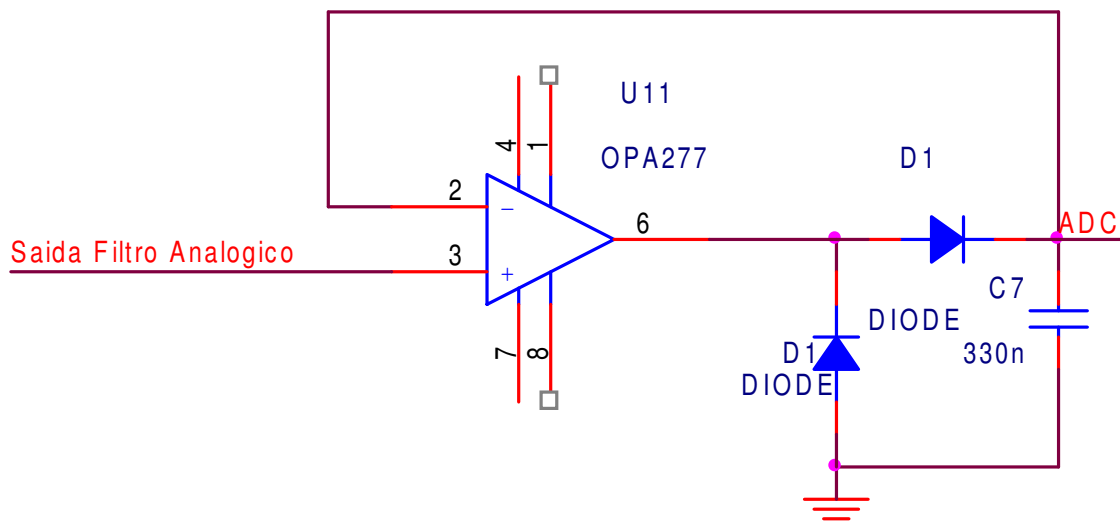 U11
OPA277
D1
4
1
2
6
ADC
Saida Filtro Analogico
3
C7
DIODE
330n
D1
DIODE
7
8